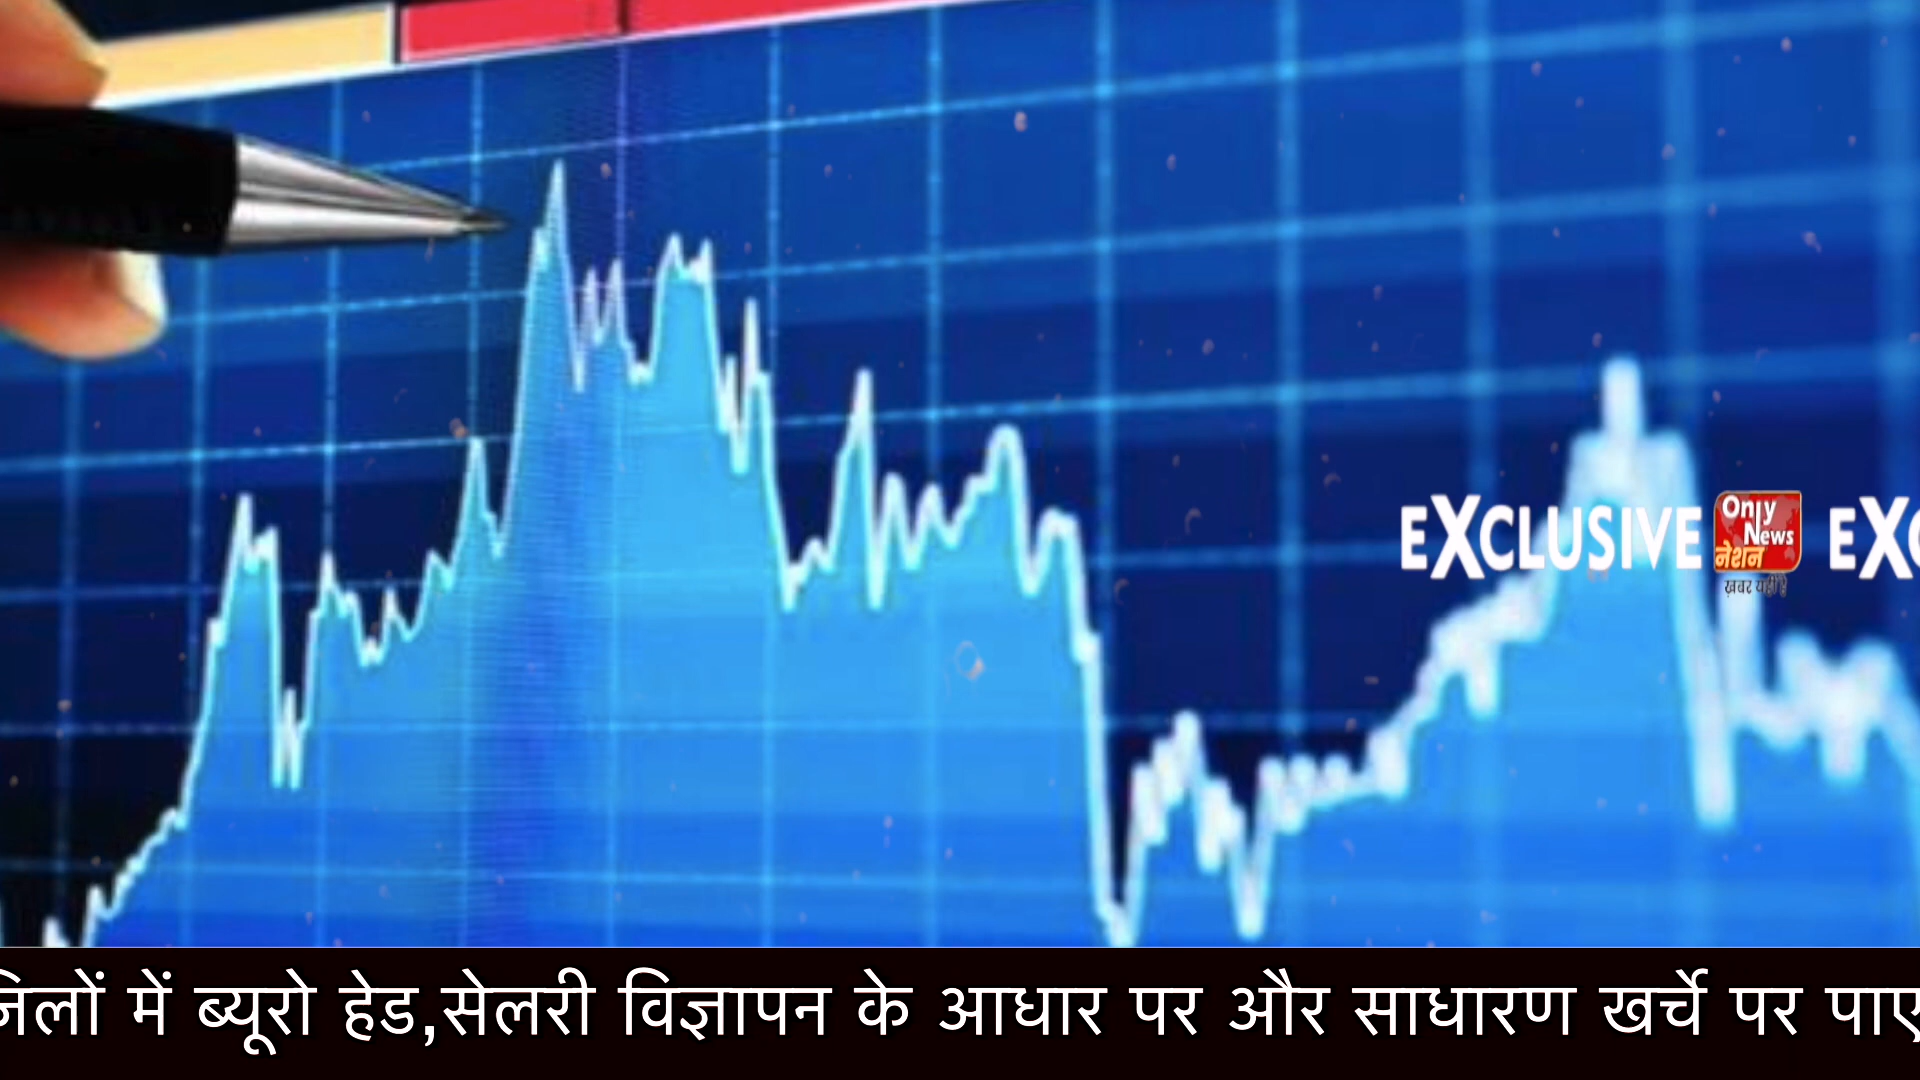 EXCLUSIVE
Only
News
नेशन
ख़बर यहीं है
में ब्यूरो हेड,सेलरी विज्ञापन के आधार पर और साधारण खर्चे पर